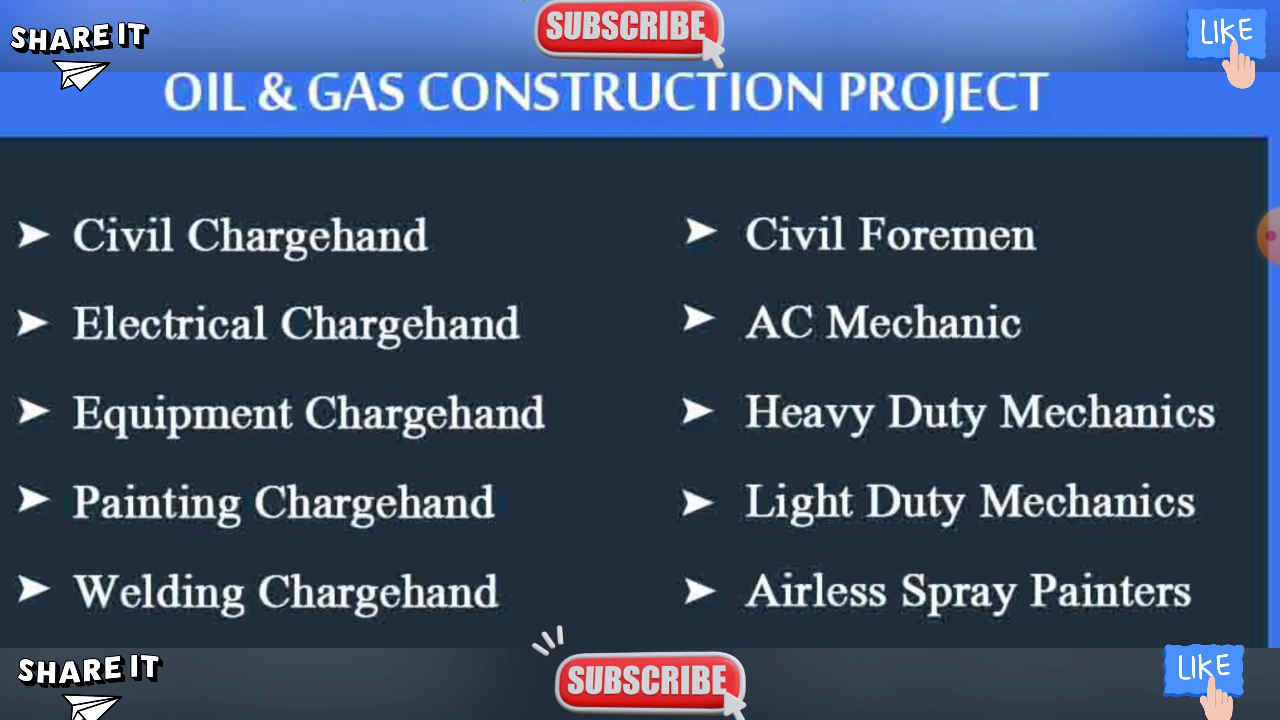 SHARE IT
SUBSCRIBE
LIKE
OIL & GAS CONSTRUCTION PROJECT
➤ Civil Chargehand
➤ Electrical Chargehand
➤ Equipment Chargehand
➤ Painting Chargehand
➤ Welding Chargehand
➤ Civil Foremen
➤ AC Mechanic
➤ Heavy Duty Mechanics
➤ Light Duty Mechanics
➤ Airless Spray Painters
SHARE IT
SUBSCRIBE
LIKE